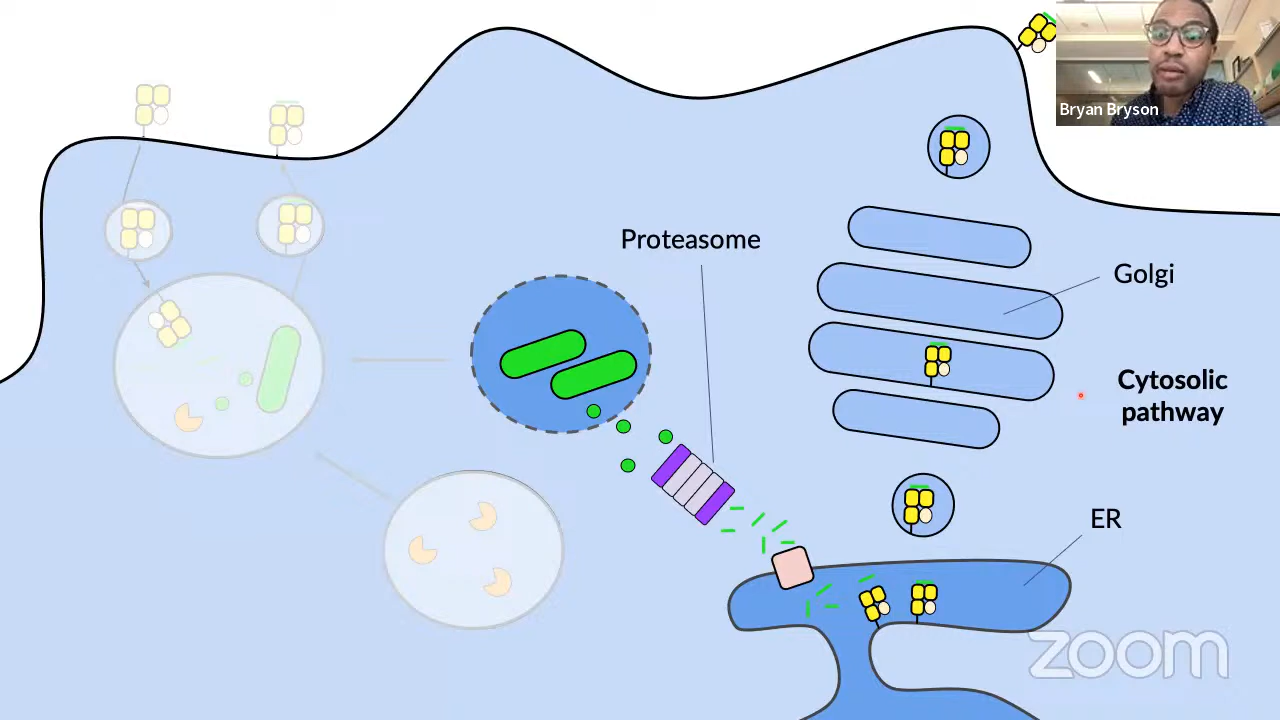 Bryan Bryson
Proteasome
Golgi
Cytosolic
pathway
ER
zoom